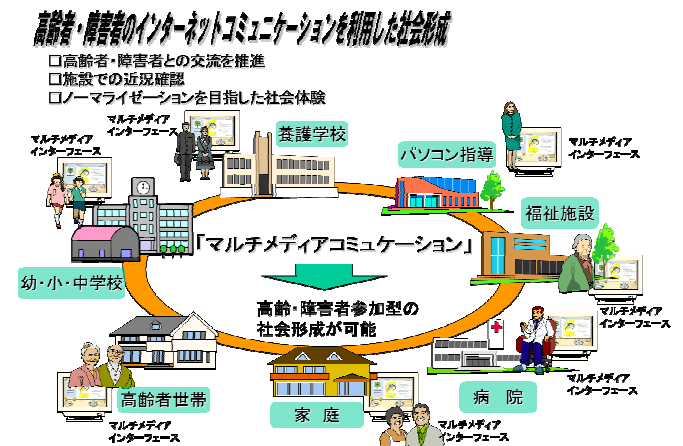 高齢者・障害者のインターネットコミュニケーションを利用した社会形成
□高齢者・障害者との交流を推進
□施設での近況確認
□ノーマライゼーションを目指した社会体験
マルチメディア
インターフェース
養護学校
マルチメディア
インターフェース
パソコン指導
マルチメディア
インターフェース
福祉施設
「マルチメディアコミュケーション」
幼・小・中学校
高齢・障害者参加型の
社会形成が可能
マルチメディア
インターフェース
高齢者世帯
家 庭
病 院
マルチメディア
インターフェース
マルチメディア
インターフェース
マルチメディア
インターフェース